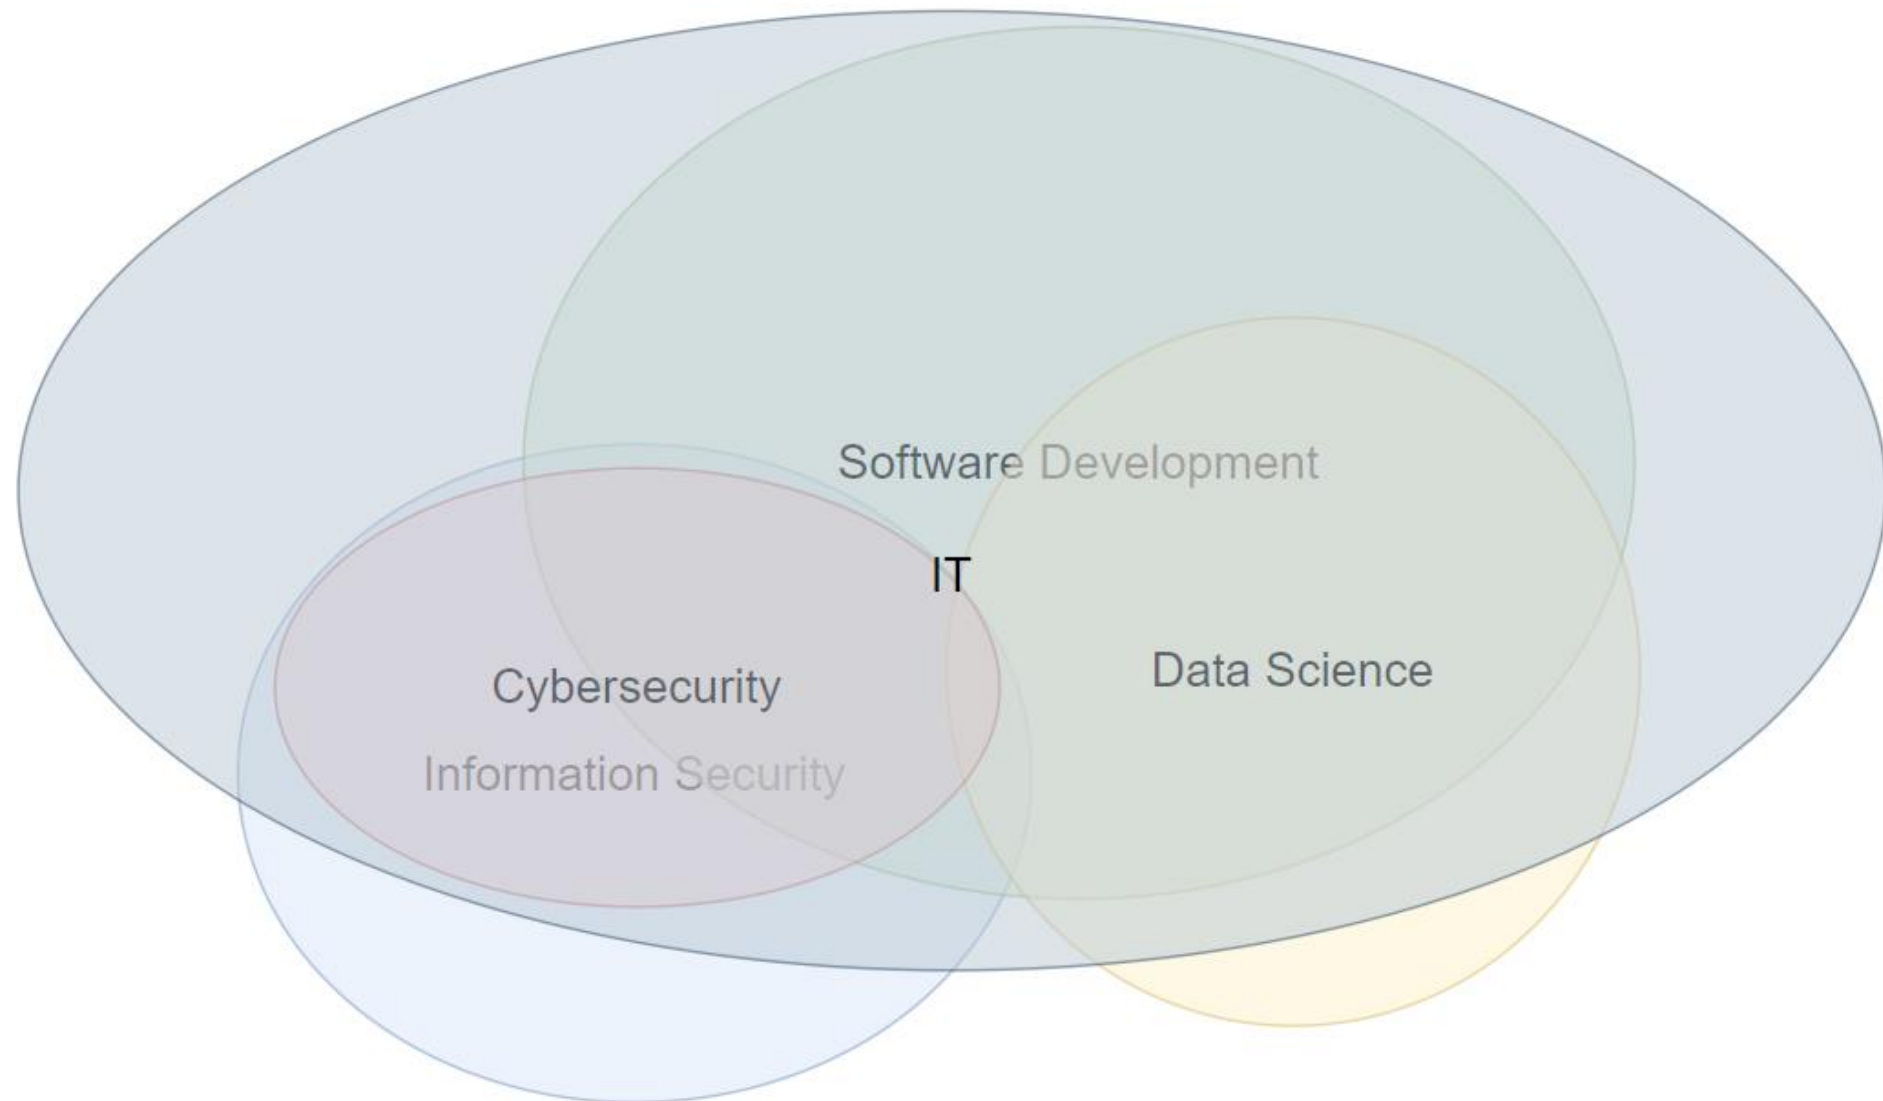 Software Development
IT
Data Science
Cybersecurity
Information Security